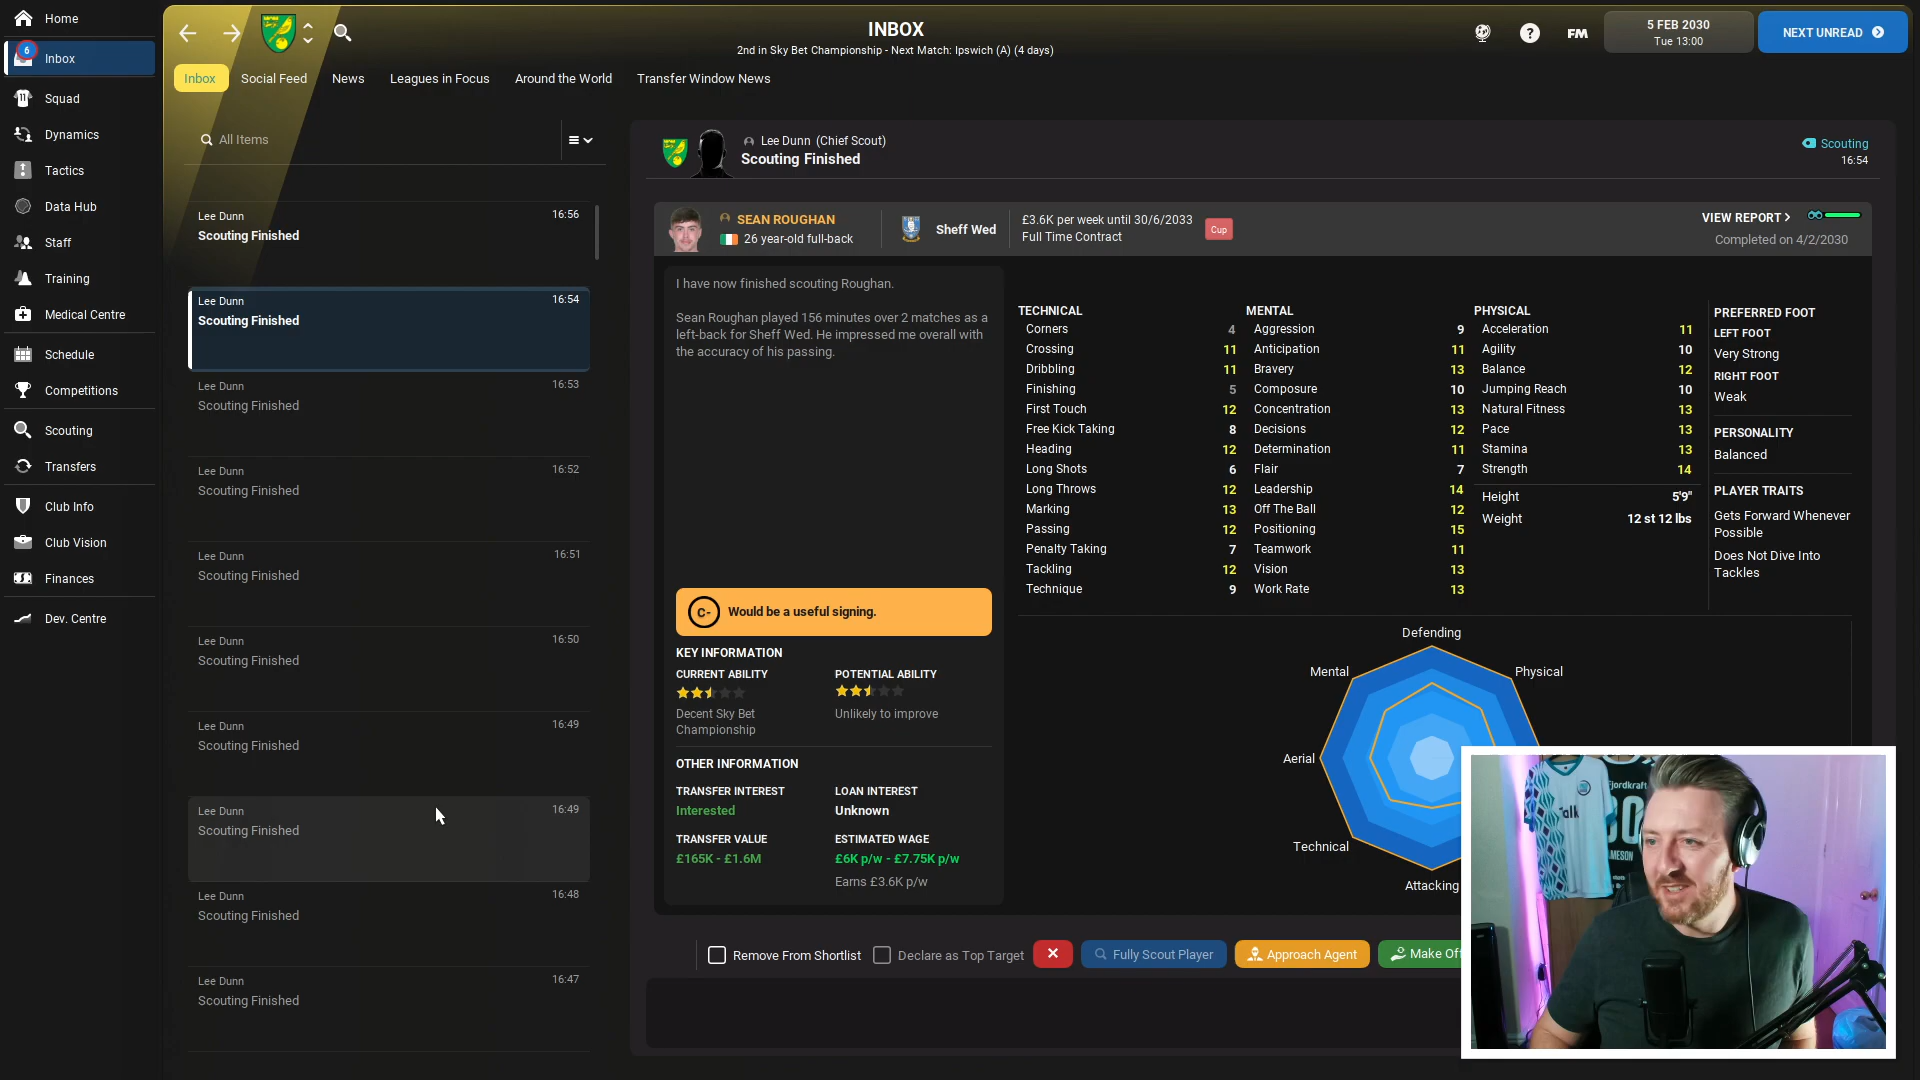 Home
Inbox
6
Squad
Dynamics
Tactics
Data Hub
Staff
Training
Medical Centre
Schedule
Competitions
Scouting
Transfers
Club Info
Club Vision
Finances
Dev. Centre
INBOX
2nd in Sky Bet Championship - Next Match: Ipswich (A) (4 days)
FM
5 FEB 2030
Tue 13:00
NEXT UNREAD
Inbox
Social Feed
News
Leagues in Focus
Around the World
Transfer Window News
All Items
Lee Dunn 16:56
Scouting Finished
Lee Dunn 16:54
Scouting Finished
Lee Dunn 16:53
Scouting Finished
Lee Dunn 16:52
Scouting Finished
Lee Dunn 16:51
Scouting Finished
Lee Dunn 16:50
Scouting Finished
Lee Dunn 16:49
Scouting Finished
Lee Dunn 16:49
Scouting Finished
Lee Dunn 16:48
Scouting Finished
Lee Dunn 16:47
Scouting Finished
Lee Dunn (Chief Scout)
Scouting Finished
Scouting
16:54
SEAN ROUGHAN
26 year-old full-back
Sheff Wed
£3.6K per week until 30/6/2033
Full Time Contract
Cup
VIEW REPORT >
Completed on 4/2/2030
I have now finished scouting Roughan.
Sean Roughan played 156 minutes over 2 matches as a
left-back for Sheff Wed. He impressed me overall with
the accuracy of his passing.
C-
Would be a useful signing.
KEY INFORMATION
CURRENT ABILITY
Decent Sky Bet
Championship
POTENTIAL ABILITY
Unlikely to improve
OTHER INFORMATION
TRANSFER INTEREST
Interested
LOAN INTEREST
Unknown
TRANSFER VALUE
£165K - £1.6M
ESTIMATED WAGE
£6K p/w - £7.75K p/w
Earns £3.6K p/w
TECHNICAL
Corners 4
Crossing 11
Dribbling 11
Finishing 5
First Touch 12
Free Kick Taking 8
Heading 12
Long Shots 6
Long Throws 12
Marking 13
Passing 12
Penalty Taking 7
Tackling 12
Technique 9
MENTAL
Aggression 9
Anticipation 11
Bravery 13
Composure 10
Concentration 13
Decisions 12
Determination 11
Flair 7
Leadership 14
Off The Ball 12
Positioning 15
Teamwork 11
Vision 13
Work Rate 13
PHYSICAL
Acceleration 11
Agility 10
Balance 12
Jumping Reach 10
Natural Fitness 13
Pace 13
Stamina 13
Strength 14
Height 5'9"
Weight 12 st 12 lbs
PREFERRED FOOT
LEFT FOOT
Very Strong
RIGHT FOOT
Weak
PERSONALITY
Balanced
PLAYER TRAITS
Gets Forward Whenever
Possible
Does Not Dive Into
Tackles
Defending
Physical
Mental
Aerial
Technical
Attacking
Remove From Shortlist
Declare as Top Target
Fully Scout Player
Approach Agent
Make Off
Fjordkraft
Talk